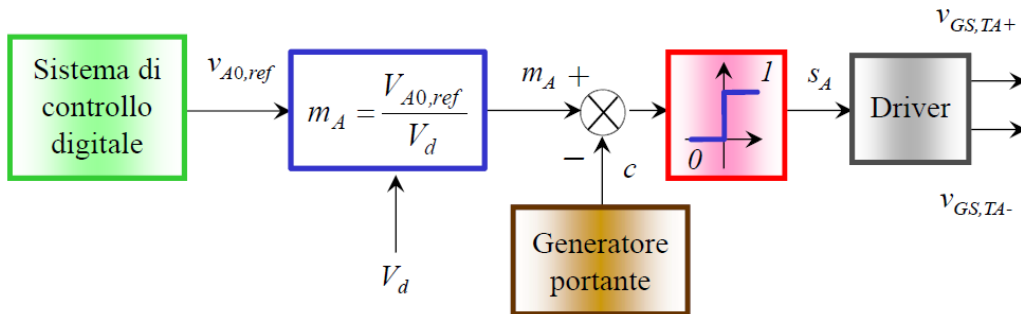 Sistema di
controllo
digitale
v_{A0,ref}
m_A = \frac{V_{A0,ref}}{V_d}
V_d
m_A +
−
c
Generatore
portante
1
0
s_A
Driver
v_{GS,TA+}
v_{GS,TA-}